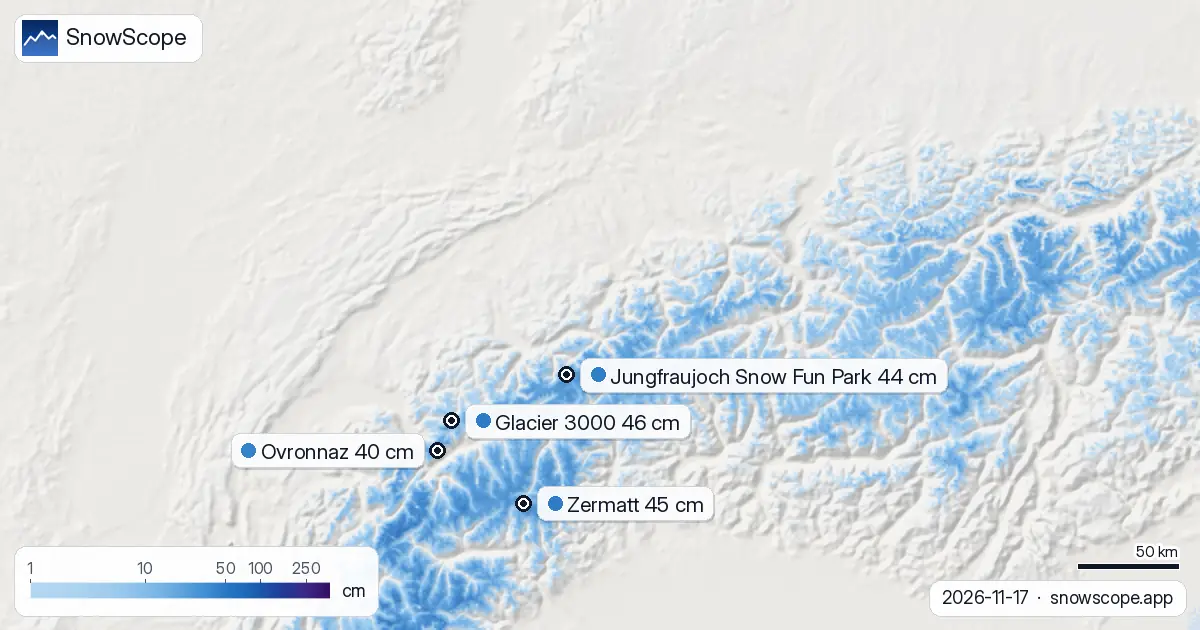 SnowScope
Jungfraujoch Snow Fun Park 44 cm
Glacier 3000 46 cm
Ovronnaz 40 cm
Zermatt 45 cm
1 10 50 100 250
cm
50 km
2026-11-17 · snowscope.app